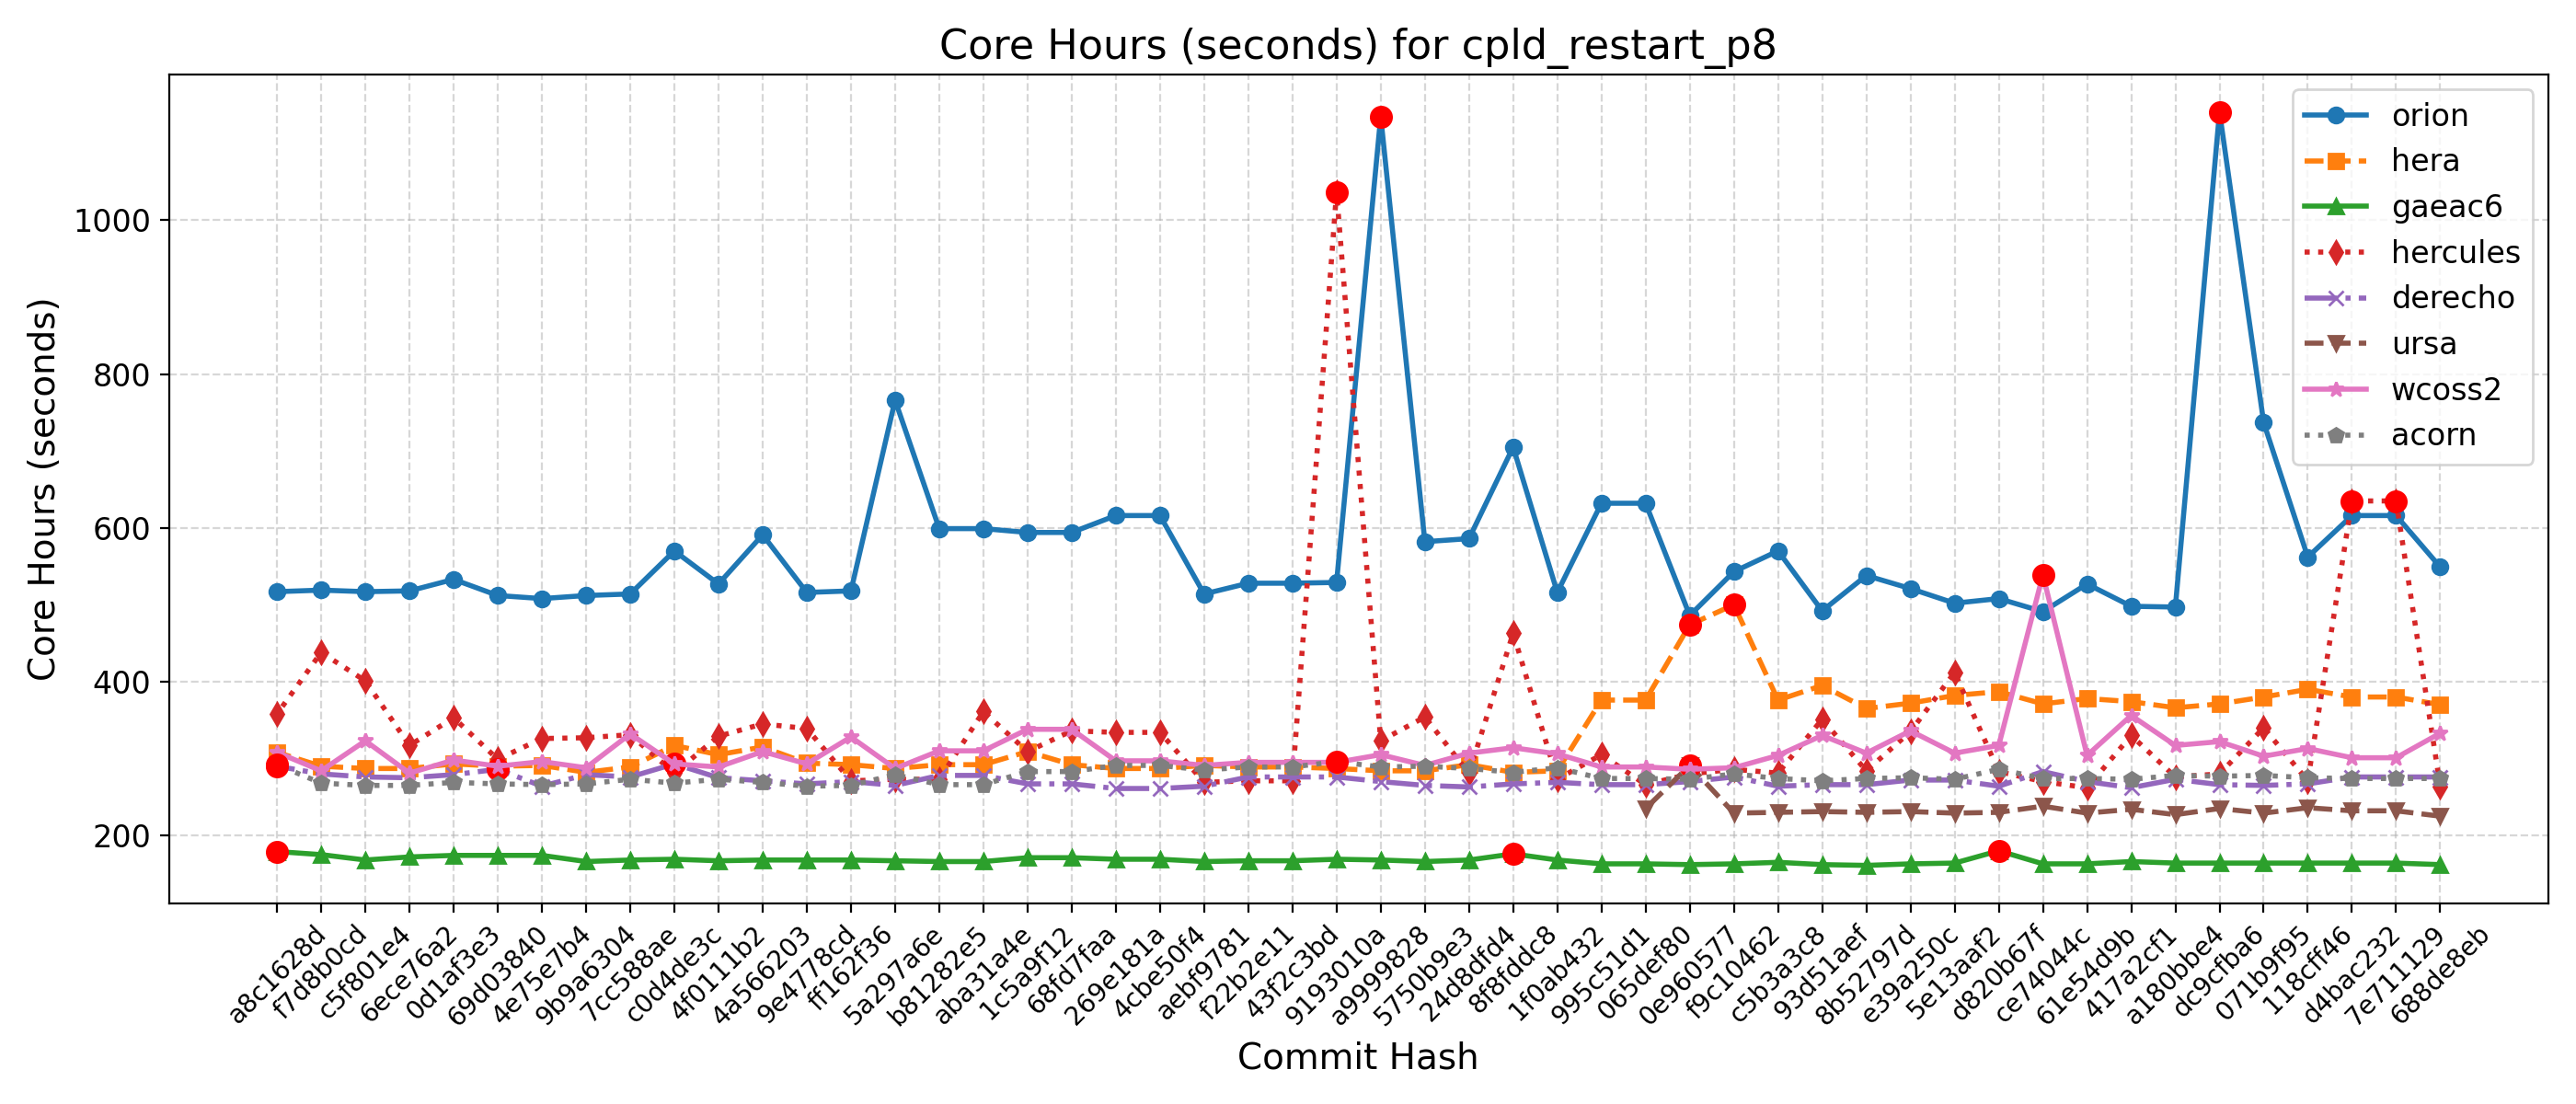 Core Hours (seconds) for cpld_restart_p8
Core Hours (seconds)
1000
800
600
400
200
orion
hera
gaeac6
hercules
derecho
ursa
wcoss2
acorn
a8c1628d
f7d8b0cd
c5f801e4
6ece76a2
0d1af3e3
69d03840
4e75e7b4
9b9a6304
7cc588ae
c0d4de3c
4f0111b2
4a566203
9e4778cd
ff162f36
5a297a6e
b81282e5
aba31a4e
1c5a9f12
68fd7faa
269e181a
4cbe50f4
aebf9781
f22b2e11
43f2c3bd
9193010a
a9999828
5750b9e3
24d8dfd4
8f8fddc8
1f0ab432
995c51d1
065def80
0e960577
f9c10462
c5b3a3c8
93d51aef
8b52797d
e39a250c
5e13aaf2
d820b67f
ce74044c
61e54d9b
417a2cf1
a180bbe4
dc9cfba6
071b9f95
118cff46
d4bac232
7e711129
688de8eb
Commit Hash